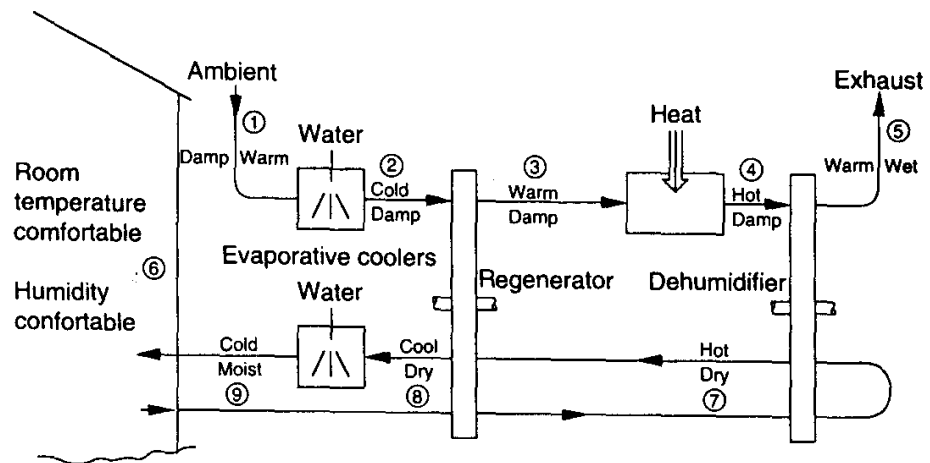 Ambient
①
Damp Warm
Water
②
Cold
Damp
③
Warm
Damp
Heat
④
Hot
Damp
Exhaust
⑤
Warm Wet
Room
temperature
comfortable
⑥
Humidity
confortable
Evaporative coolers
Water
Regenerator
Dehumidifier
Cold
Moist
⑨
Cool
Dry
⑧
Hot
Dry
⑦